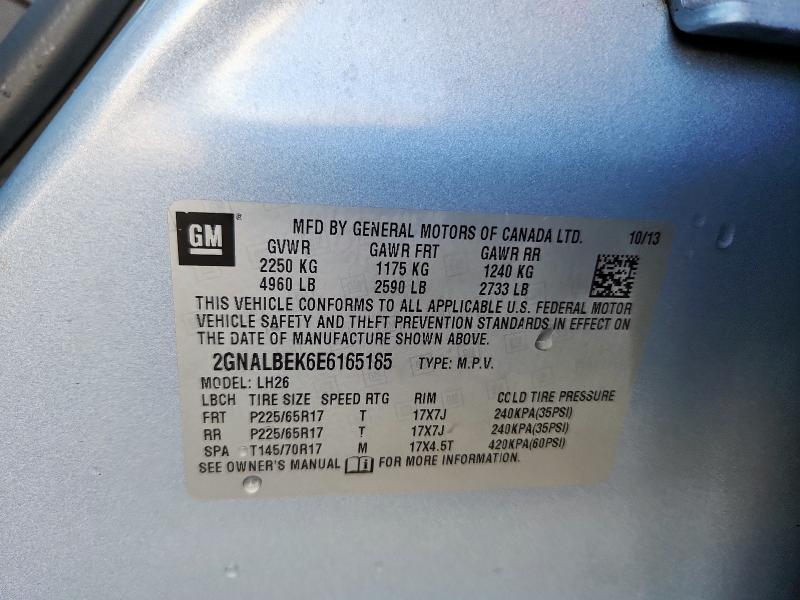 GM ®
MFD BY GENERAL MOTORS OF CANADA LTD. 10/13
GVWR GAWR FRT GAWR RR
2250 KG 1175 KG 1240 KG
4960 LB 2590 LB 2733 LB
THIS VEHICLE CONFORMS TO ALL APPLICABLE U.S. FEDERAL MOTOR
VEHICLE SAFETY AND THEFT PREVENTION STANDARDS IN EFFECT ON
THE DATE OF MANUFACTURE SHOWN ABOVE.
2GNALBEK6E6165185 TYPE: M.P.V.
MODEL: LH26
LBCH TIRE SIZE SPEED RTG RIM COLD TIRE PRESSURE
FRT P225/65R17 T 17X7J 240KPA(35PSI)
RR P225/65R17 T 17X7J 240KPA(35PSI)
SPA T145/70R17 M 17X4.5T 420KPA(60PSI)
SEE OWNER'S MANUAL FOR MORE INFORMATION.